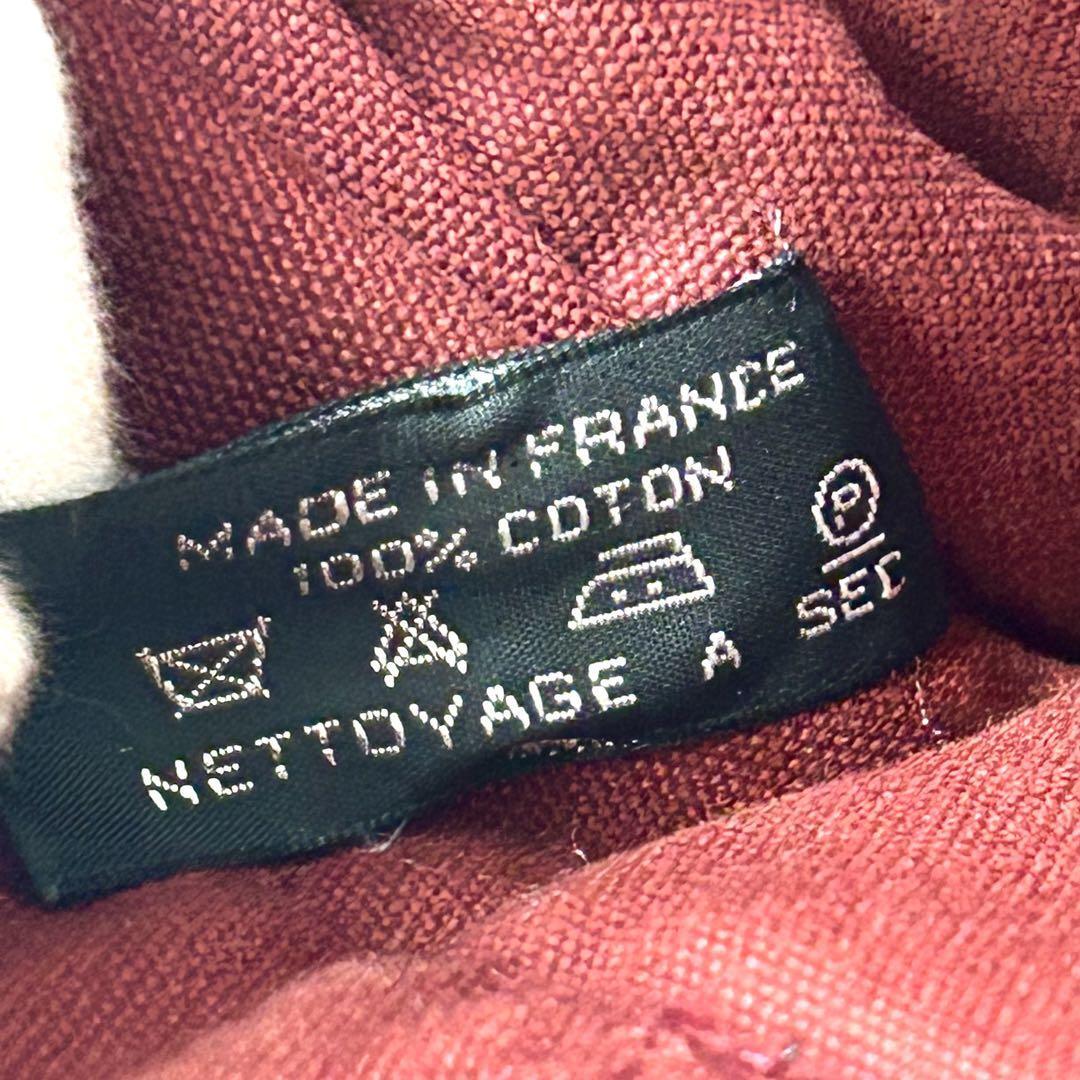 MADE IN FRANCE
100% COTON
P
NETTOYAGE A SEC